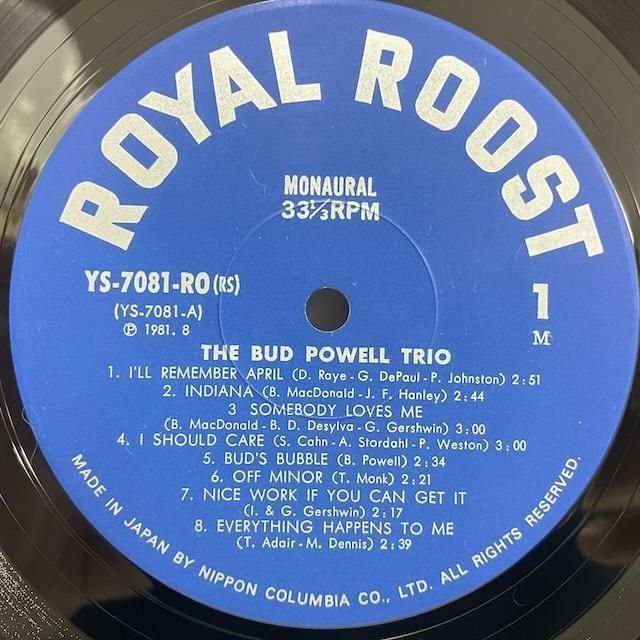 ROYAL ROOST
MONAURAL
33⅓RPM
YS-7081-RO(RS)
(YS-7081-A)
℗ 1981. 8
1
M
THE BUD POWELL TRIO
1. I'LL REMEMBER APRIL (D. Raye-G. DePaul-P. Johnston) 2:51
2. INDIANA (B. MacDonald-J. F. Hanley) 2:44
3 SOMEBODY LOVES ME
(B. MacDonald-B. D. Desylva-G. Gershwin) 3:00
4. I SHOULD CARE (S. Cahn-A. Stordahl-P. Weston) 3:00
5. BUD'S BUBBLE (B. Powell) 2:34
6. OFF MINOR (T. Monk) 2:21
7. NICE WORK IF YOU CAN GET IT
(I. & G. Gershwin) 2:17
8. EVERYTHING HAPPENS TO ME
(T. Adair-M. Dennis) 2:39
MADE IN JAPAN BY NIPPON COLUMBIA CO., LTD. ALL RIGHTS RESERVED.